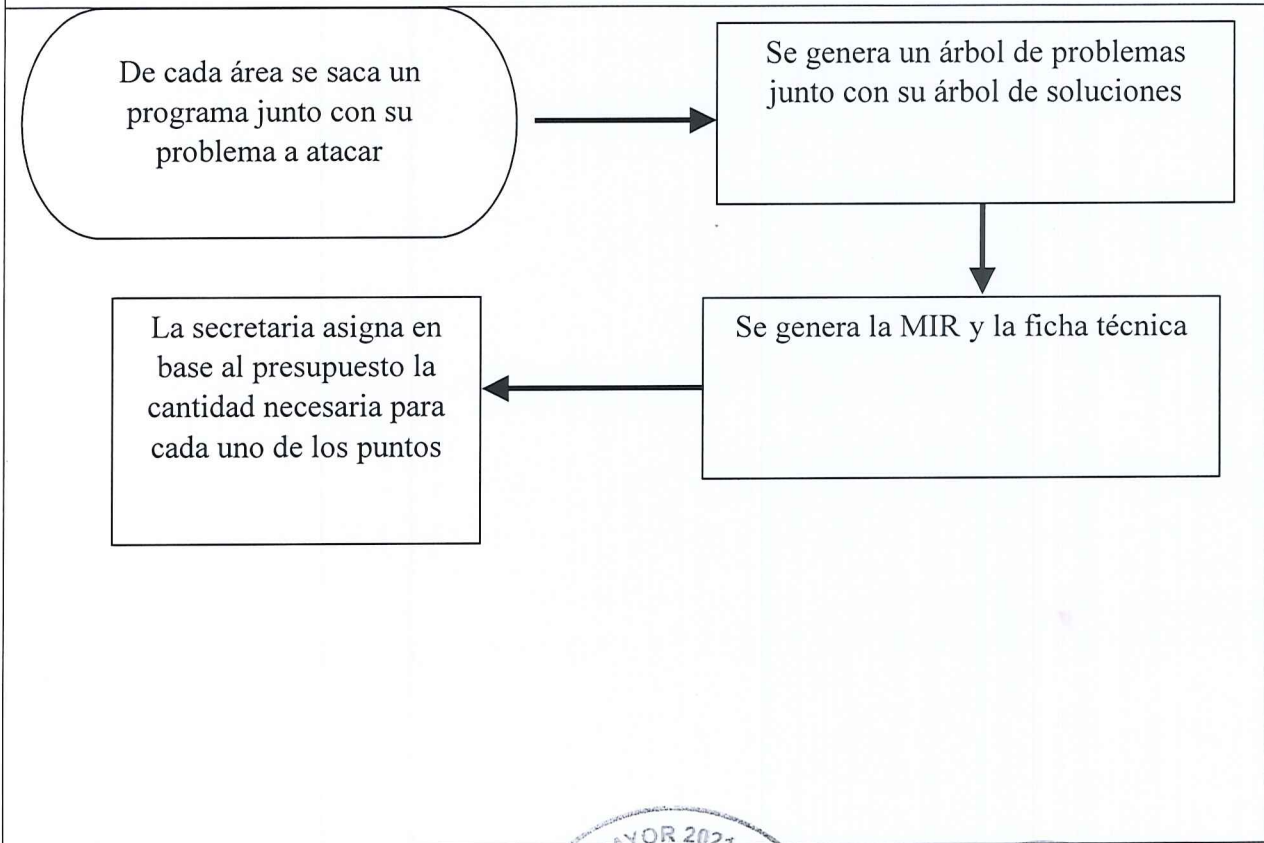 De cada área se saca un
programa junto con su
problema a atacar
Se genera un árbol de problemas
junto con su árbol de soluciones
Se genera la MIR y la ficha técnica
La secretaria asigna en
base al presupuesto la
cantidad necesaria para
cada uno de los puntos